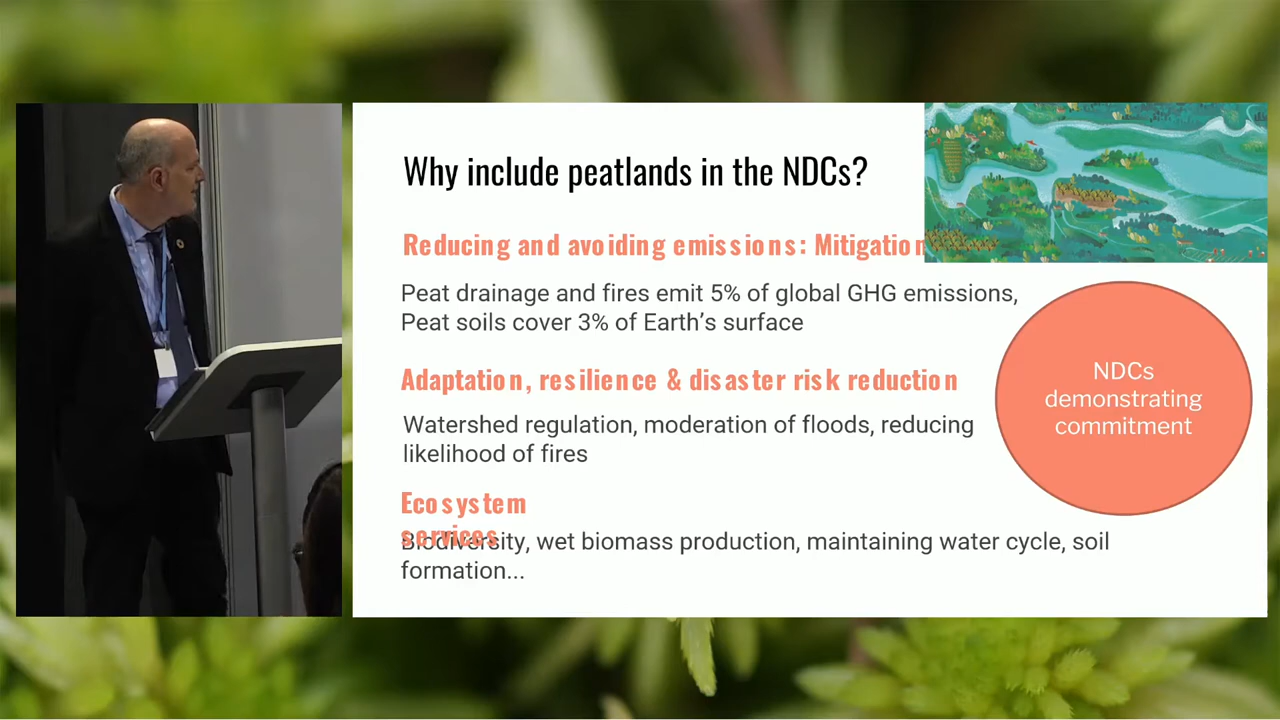 Why include peatlands in the NDCs?
Reducing and avoiding emissions: Mitigation
Peat drainage and fires emit 5% of global GHG emissions,
Peat soils cover 3% of Earth’s surface
Adaptation, resilience & disaster risk reduction
Watershed regulation, moderation of floods, reducing
likelihood of fires
Ecosystem
services
Biodiversity, wet biomass production, maintaining water cycle, soil
formation...
NDCs
demonstrating
commitment